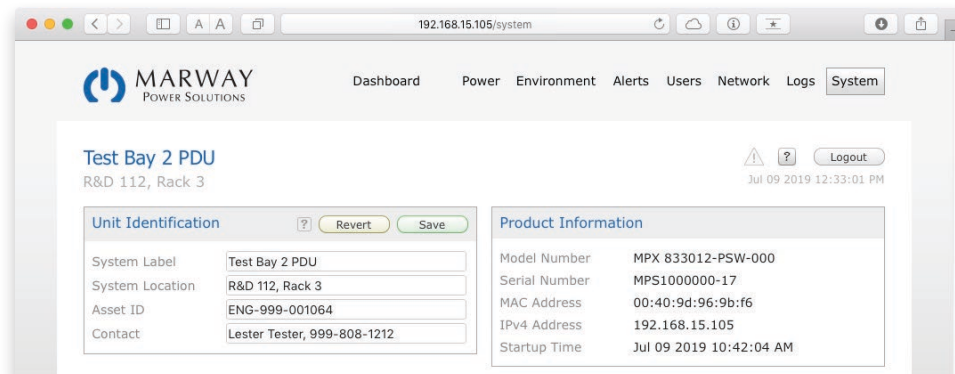 A A 192.168.15.105/system
MARWAY
POWER SOLUTIONS
Dashboard Power Environment Alerts Users Network Logs System
Test Bay 2 PDU
? Logout
R&D 112, Rack 3
Jul 09 2019 12:33:01 PM
Unit Identification ? Revert Save
System Label Test Bay 2 PDU
System Location R&D 112, Rack 3
Asset ID ENG-999-001064
Contact Lester Tester, 999-808-1212
Product Information
Model Number MPX 833012-PSW-000
Serial Number MPS1000000-17
MAC Address 00:40:9d:96:9b:f6
IPv4 Address 192.168.15.105
Startup Time Jul 09 2019 10:42:04 AM